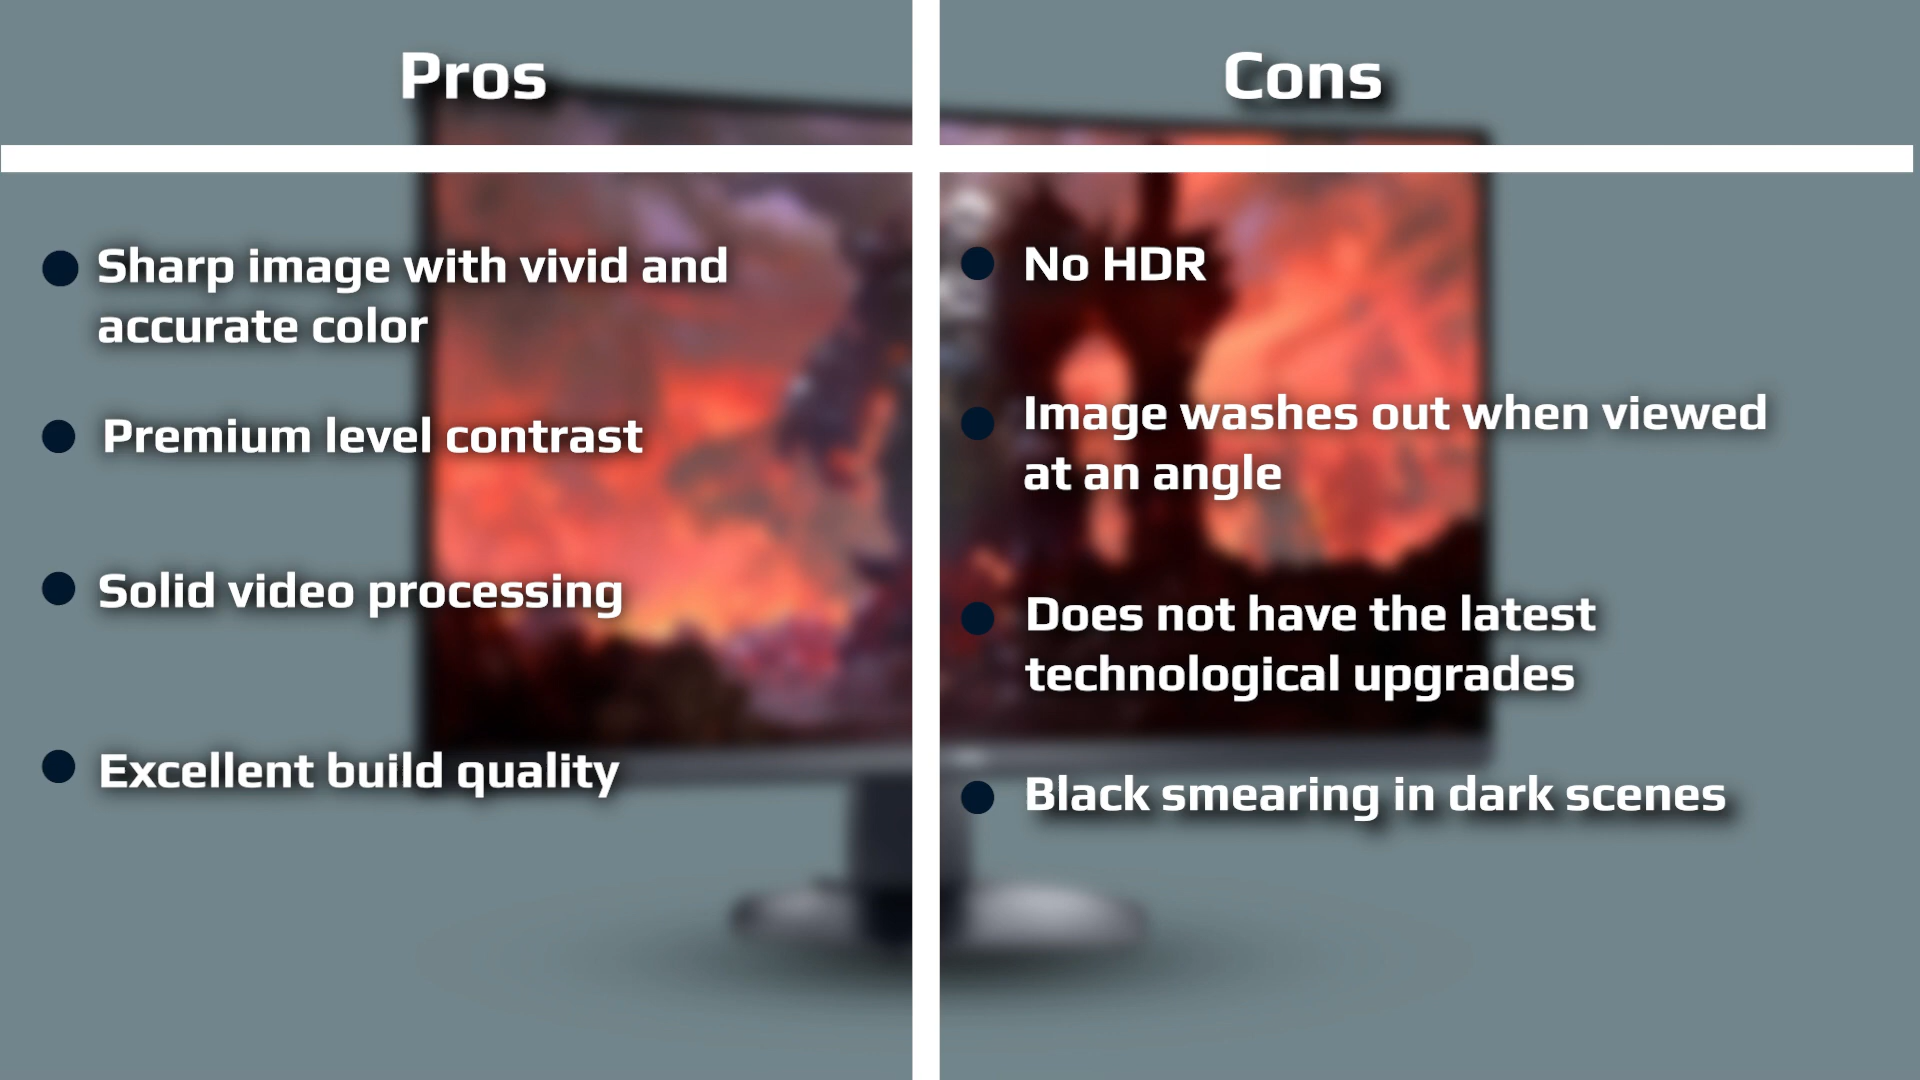 Pros
Sharp image with vivid and
accurate color
Premium level contrast
Solid video processing
Excellent build quality
Cons
No HDR
Image washes out when viewed
at an angle
Does not have the latest
technological upgrades
Black smearing in dark scenes